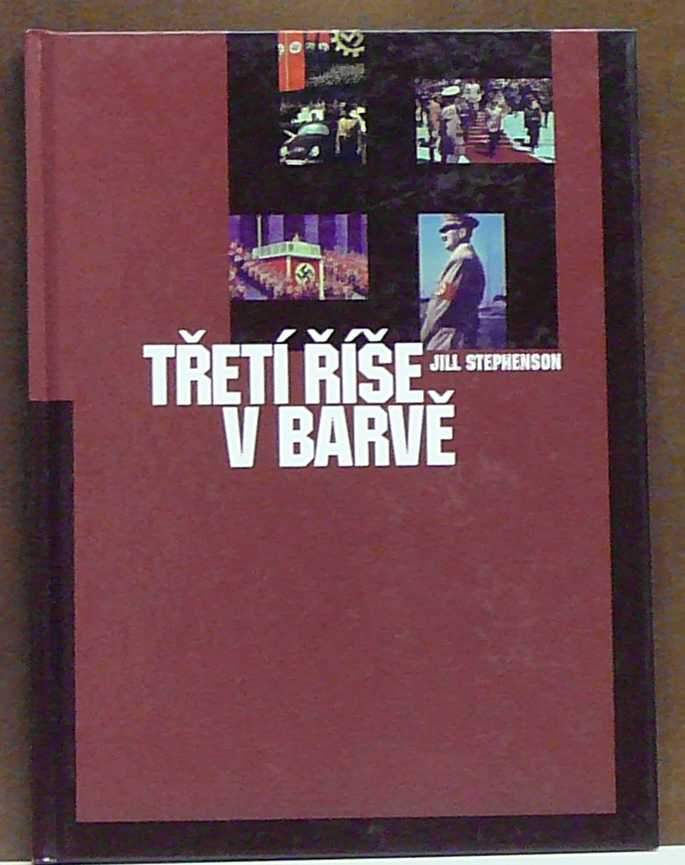 TŘETÍ ŘÍŠE
JILL STEPHENSON
V BARVĚ